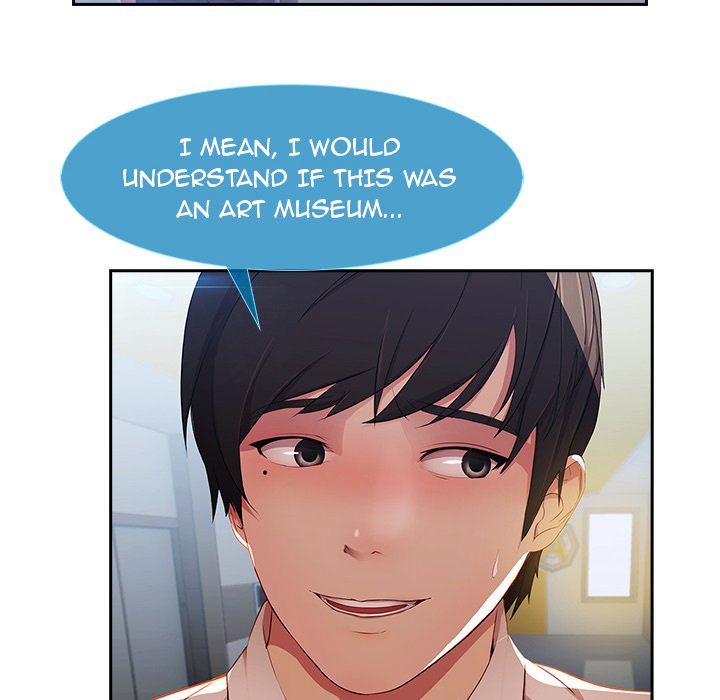 I MEAN, I WOULD
UNDERSTAND IF THIS WAS
AN ART MUSEUM...